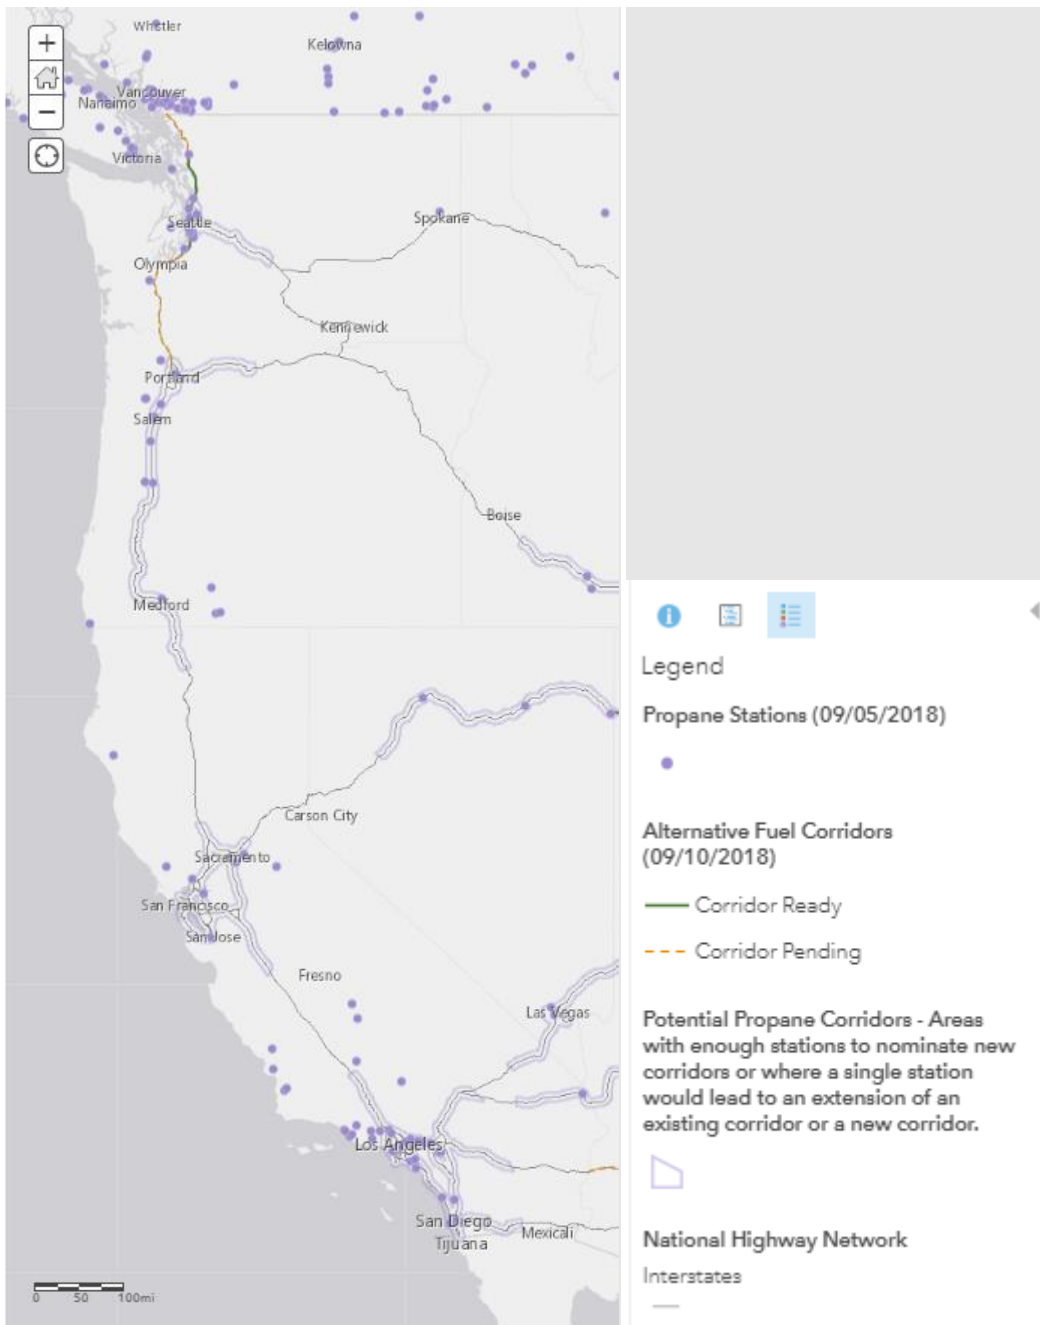 Whistler
Kelowna
Vancouver
Nanaimo
Victoria
Seattle
Spokane
Olympia
Kennewick
Portland
Salem
Boise
Medford
Carson City
Sacramento
San Francisco
San Jose
Fresno
Las Vegas
Los Angeles
San Diego
Mexicali
Tijuana
0 50 100mi
Legend
Propane Stations (09/05/2018)
Alternative Fuel Corridors
(09/10/2018)
Corridor Ready
Corridor Pending
Potential Propane Corridors - Areas
with enough stations to nominate new
corridors or where a single station
would lead to an extension of an
existing corridor or a new corridor.
National Highway Network
Interstates